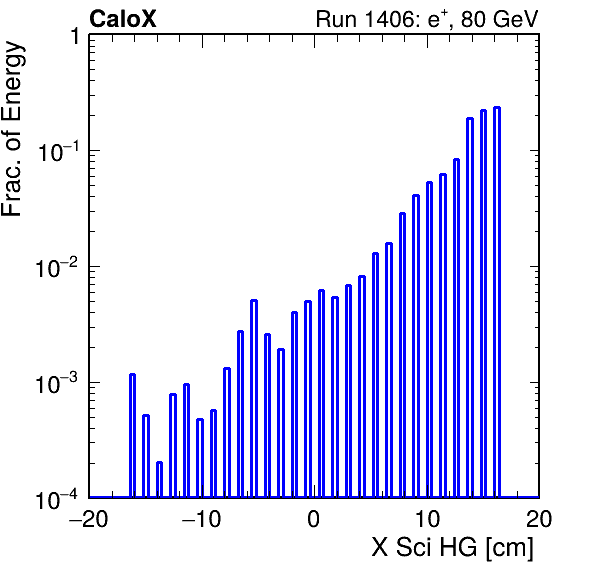 CaloX Run 1406: e⁺, 80 GeV
Frac. of Energy
1
10⁻¹
10⁻²
10⁻³
10⁻⁴
−20 −10 0 10 20
X Sci HG [cm]